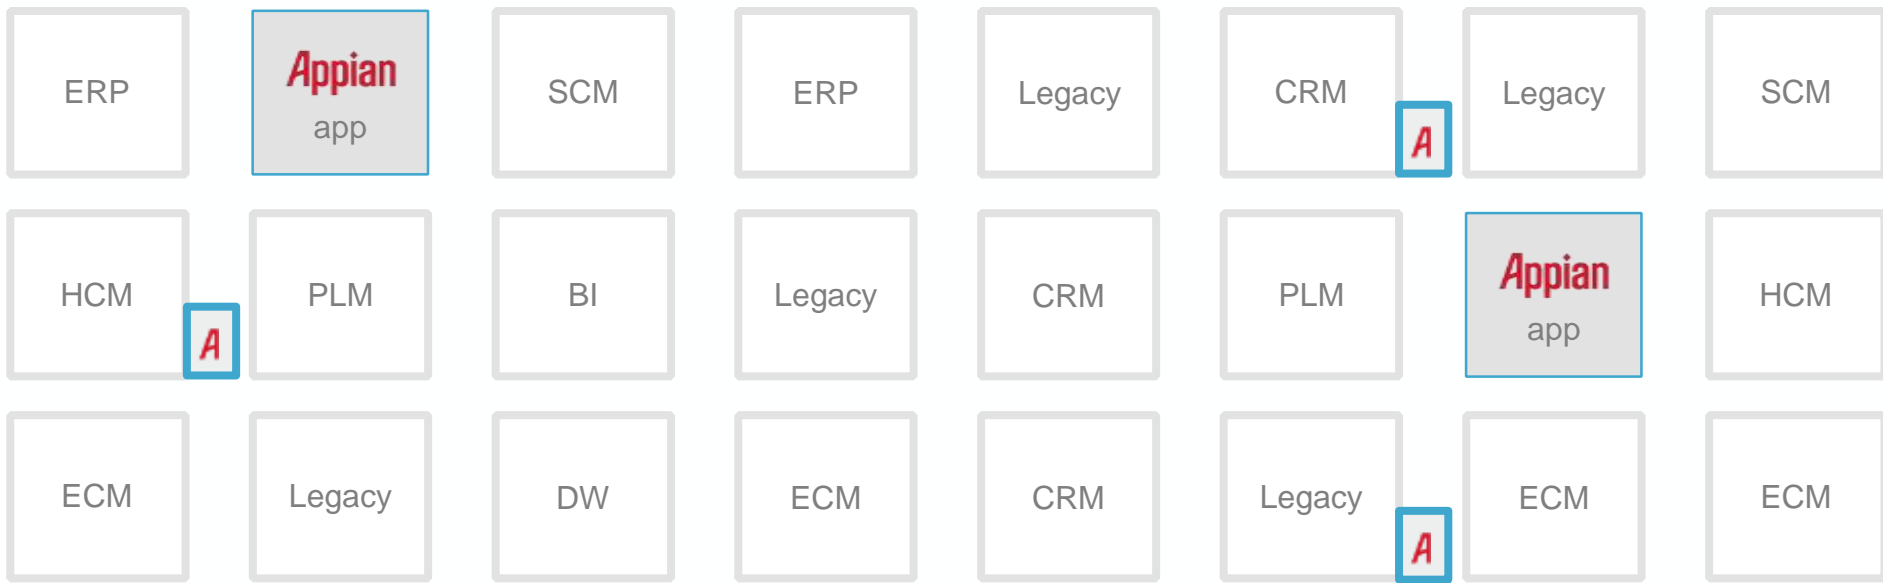 ERP
Appian
app
SCM
ERP
Legacy
CRM
A
Legacy
SCM
HCM
A
PLM
BI
Legacy
CRM
PLM
Appian
app
HCM
ECM
Legacy
DW
ECM
CRM
Legacy
A
ECM
ECM